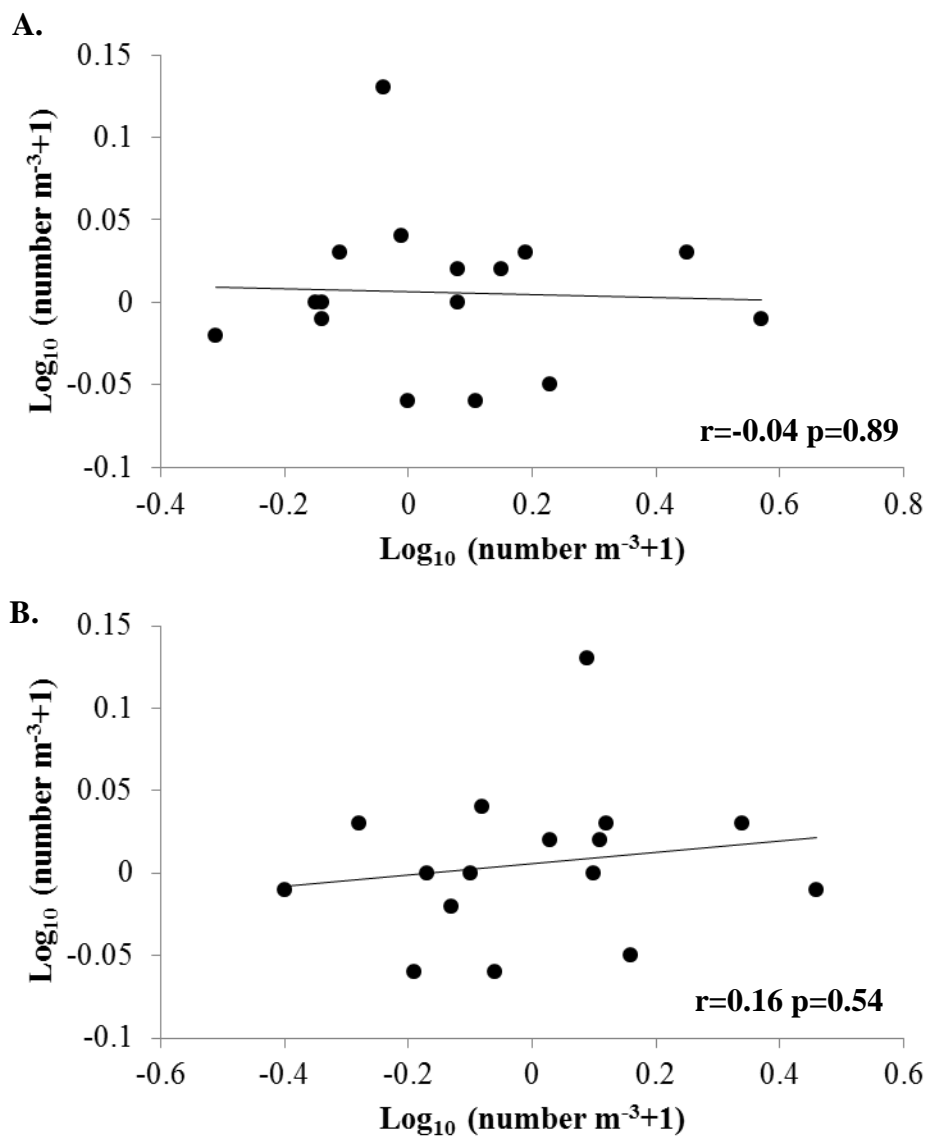 A.
0.15
0.1
0.05
0
-0.05
-0.1
Log₁₀ (number m⁻³+1)
r=-0.04 p=0.89
-0.4 -0.2 0 0.2 0.4 0.6 0.8
Log₁₀ (number m⁻³+1)
B.
0.15
0.1
0.05
0
-0.05
-0.1
Log₁₀ (number m⁻³+1)
r=0.16 p=0.54
-0.6 -0.4 -0.2 0 0.2 0.4 0.6
Log₁₀ (number m⁻³+1)